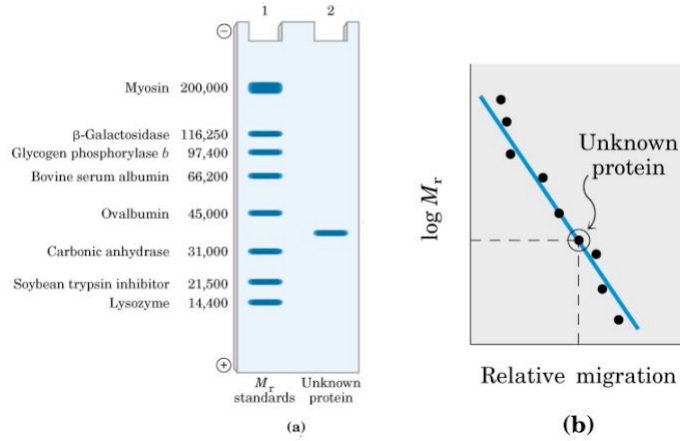 1 2
⊖
Myosin 200,000
β-Galactosidase 116,250
Glycogen phosphorylase b 97,400
Bovine serum albumin 66,200
Ovalbumin 45,000
Carbonic anhydrase 31,000
Soybean trypsin inhibitor 21,500
Lysozyme 14,400
⊕
Mr Unknown
standards protein
(a)
Unknown
protein
log Mr
Relative migration
(b)